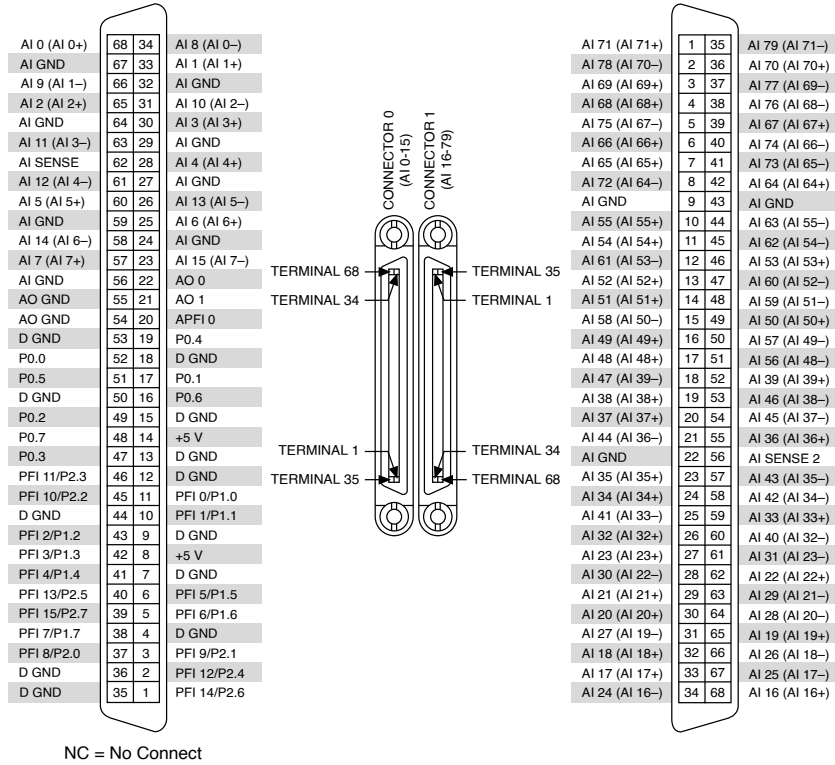 AI 0 (AI 0+) 68 34 AI 8 (AI 0–)
AI GND 67 33 AI 1 (AI 1+)
AI 9 (AI 1–) 66 32 AI GND
AI 2 (AI 2+) 65 31 AI 10 (AI 2–)
AI GND 64 30 AI 3 (AI 3+)
AI 11 (AI 3–) 63 29 AI GND
AI SENSE 62 28 AI 4 (AI 4+)
AI 12 (AI 4–) 61 27 AI GND
AI 5 (AI 5+) 60 26 AI 13 (AI 5–)
AI GND 59 25 AI 6 (AI 6+)
AI 14 (AI 6–) 58 24 AI GND
AI 7 (AI 7+) 57 23 AI 15 (AI 7–)
AI GND 56 22 AO 0
AO GND 55 21 AO 1
AO GND 54 20 APFI 0
D GND 53 19 P0.4
P0.0 52 18 D GND
P0.5 51 17 P0.1
D GND 50 16 P0.6
P0.2 49 15 D GND
P0.7 48 14 +5 V
P0.3 47 13 D GND
PFI 11/P2.3 46 12 D GND
PFI 10/P2.2 45 11 PFI 0/P1.0
D GND 44 10 PFI 1/P1.1
PFI 2/P1.2 43 9 D GND
PFI 3/P1.3 42 8 +5 V
PFI 4/P1.4 41 7 D GND
PFI 13/P2.5 40 6 PFI 5/P1.5
PFI 15/P2.7 39 5 PFI 6/P1.6
PFI 7/P1.7 38 4 D GND
PFI 8/P2.0 37 3 PFI 9/P2.1
D GND 36 2 PFI 12/P2.4
D GND 35 1 PFI 14/P2.6
NC = No Connect
CONNECTOR 0
(AI 0-15)
CONNECTOR 1
(AI 16-79)
TERMINAL 68
TERMINAL 34
TERMINAL 35
TERMINAL 1
TERMINAL 1
TERMINAL 35
TERMINAL 34
TERMINAL 68
AI 71 (AI 71+) 1 35 AI 79 (AI 71–)
AI 78 (AI 70–) 2 36 AI 70 (AI 70+)
AI 69 (AI 69+) 3 37 AI 77 (AI 69–)
AI 68 (AI 68+) 4 38 AI 76 (AI 68–)
AI 75 (AI 67–) 5 39 AI 67 (AI 67+)
AI 66 (AI 66+) 6 40 AI 74 (AI 66–)
AI 65 (AI 65+) 7 41 AI 73 (AI 65–)
AI 72 (AI 64–) 8 42 AI 64 (AI 64+)
AI GND 9 43 AI GND
AI 55 (AI 55+) 10 44 AI 63 (AI 55–)
AI 54 (AI 54+) 11 45 AI 62 (AI 54–)
AI 61 (AI 53–) 12 46 AI 53 (AI 53+)
AI 52 (AI 52+) 13 47 AI 60 (AI 52–)
AI 51 (AI 51+) 14 48 AI 59 (AI 51–)
AI 58 (AI 50–) 15 49 AI 50 (AI 50+)
AI 49 (AI 49+) 16 50 AI 57 (AI 49–)
AI 48 (AI 48+) 17 51 AI 56 (AI 48–)
AI 47 (AI 39–) 18 52 AI 39 (AI 39+)
AI 38 (AI 38+) 19 53 AI 46 (AI 38–)
AI 37 (AI 37+) 20 54 AI 45 (AI 37–)
AI 44 (AI 36–) 21 55 AI 36 (AI 36+)
AI GND 22 56 AI SENSE 2
AI 35 (AI 35+) 23 57 AI 43 (AI 35–)
AI 34 (AI 34+) 24 58 AI 42 (AI 34–)
AI 41 (AI 33–) 25 59 AI 33 (AI 33+)
AI 32 (AI 32+) 26 60 AI 40 (AI 32–)
AI 23 (AI 23+) 27 61 AI 31 (AI 23–)
AI 30 (AI 22–) 28 62 AI 22 (AI 22+)
AI 21 (AI 21+) 29 63 AI 29 (AI 21–)
AI 20 (AI 20+) 30 64 AI 28 (AI 20–)
AI 27 (AI 19–) 31 65 AI 19 (AI 19+)
AI 18 (AI 18+) 32 66 AI 26 (AI 18–)
AI 17 (AI 17+) 33 67 AI 25 (AI 17–)
AI 24 (AI 16–) 34 68 AI 16 (AI 16+)